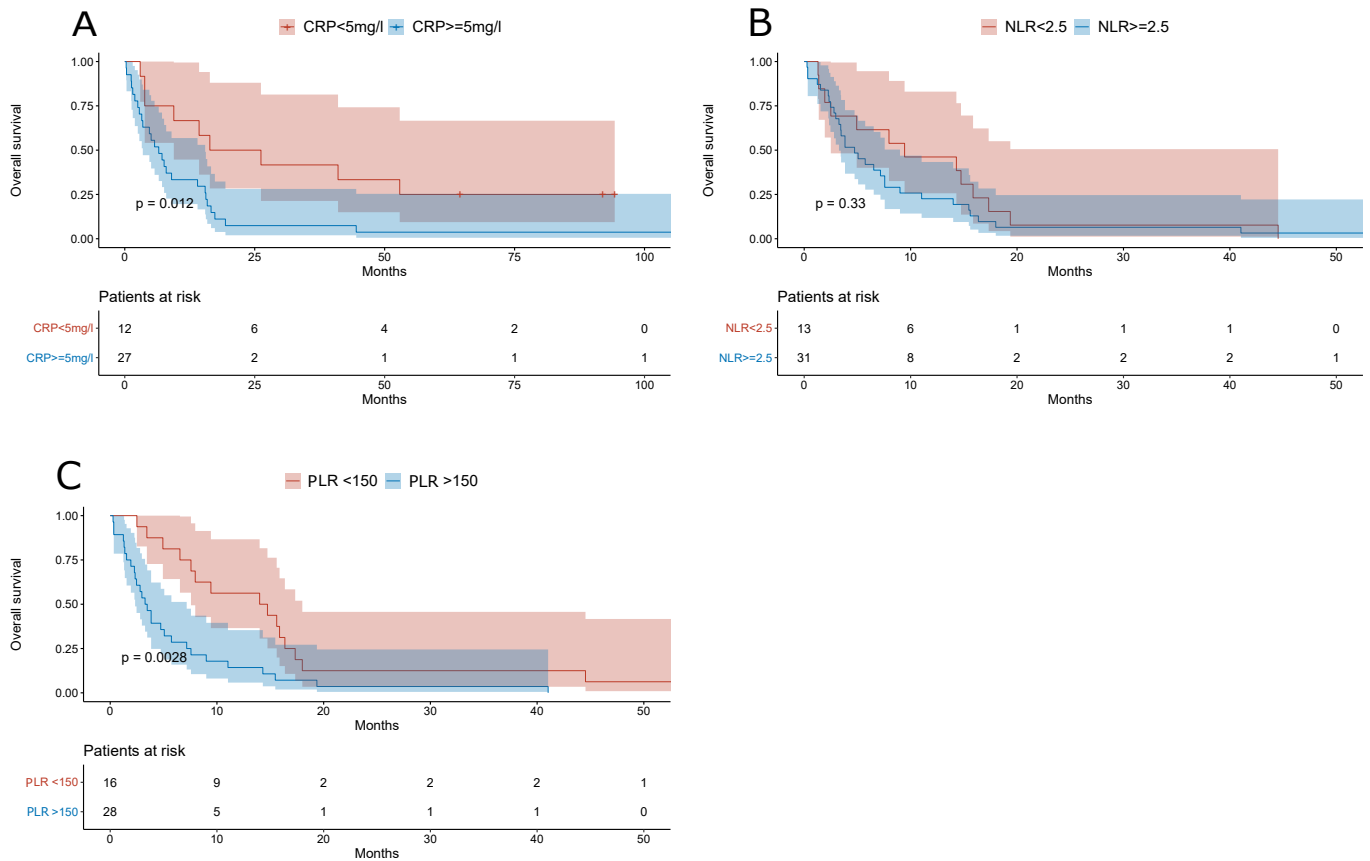 A
CRP<5mg/l CRP>=5mg/l
1.00
0.75
0.50
0.25
0.00
Overall survival
p = 0.012
0 25 50 75 100
Months
Patients at risk
CRP<5mg/l 12 6 4 2 0
CRP>=5mg/l 27 2 1 1 1
0 25 50 75 100
Months
B
NLR<2.5 NLR>=2.5
1.00
0.75
0.50
0.25
0.00
Overall survival
p = 0.33
0 10 20 30 40 50
Months
Patients at risk
NLR<2.5 13 6 1 1 1 0
NLR>=2.5 31 8 2 2 2 1
0 10 20 30 40 50
Months
C
PLR <150 PLR >150
1.00
0.75
0.50
0.25
0.00
Overall survival
p = 0.0028
0 10 20 30 40 50
Months
Patients at risk
PLR <150 16 9 2 2 2 1
PLR >150 28 5 1 1 1 0
0 10 20 30 40 50
Months